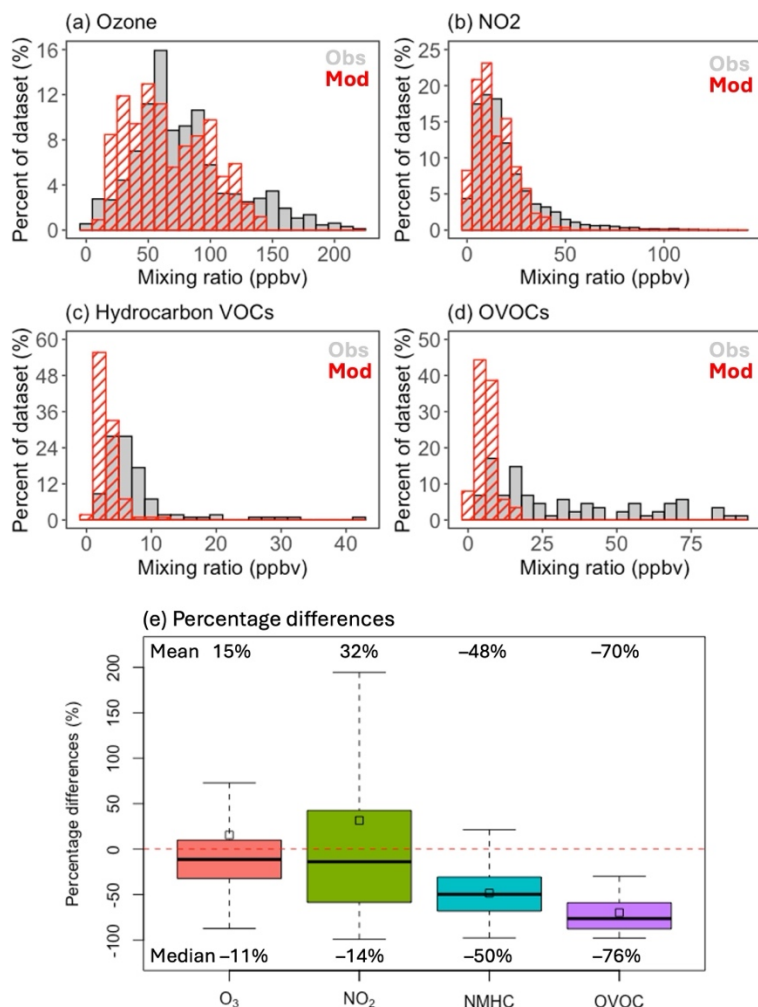 (a) Ozone
Percent of dataset (%)
16
12
8
4
0
Obs
Mod
0 50 100 150 200
Mixing ratio (ppbv)
(b) NO2
Percent of dataset (%)
25
20
15
10
5
0
Obs
Mod
0 50 100
Mixing ratio (ppbv)
(c) Hydrocarbon VOCs
Percent of dataset (%)
60
48
36
24
12
0
Obs
Mod
0 10 20 30 40
Mixing ratio (ppbv)
(d) OVOCs
Percent of dataset (%)
50
40
30
20
10
0
Obs
Mod
0 25 50 75
Mixing ratio (ppbv)
(e) Percentage differences
Percentage differences (%)
200
150
100
50
0
-50
-100
Mean 15% 32% –48% –70%
Median –11% –14% –50% –76%
O₃ NO₂ NMHC OVOC